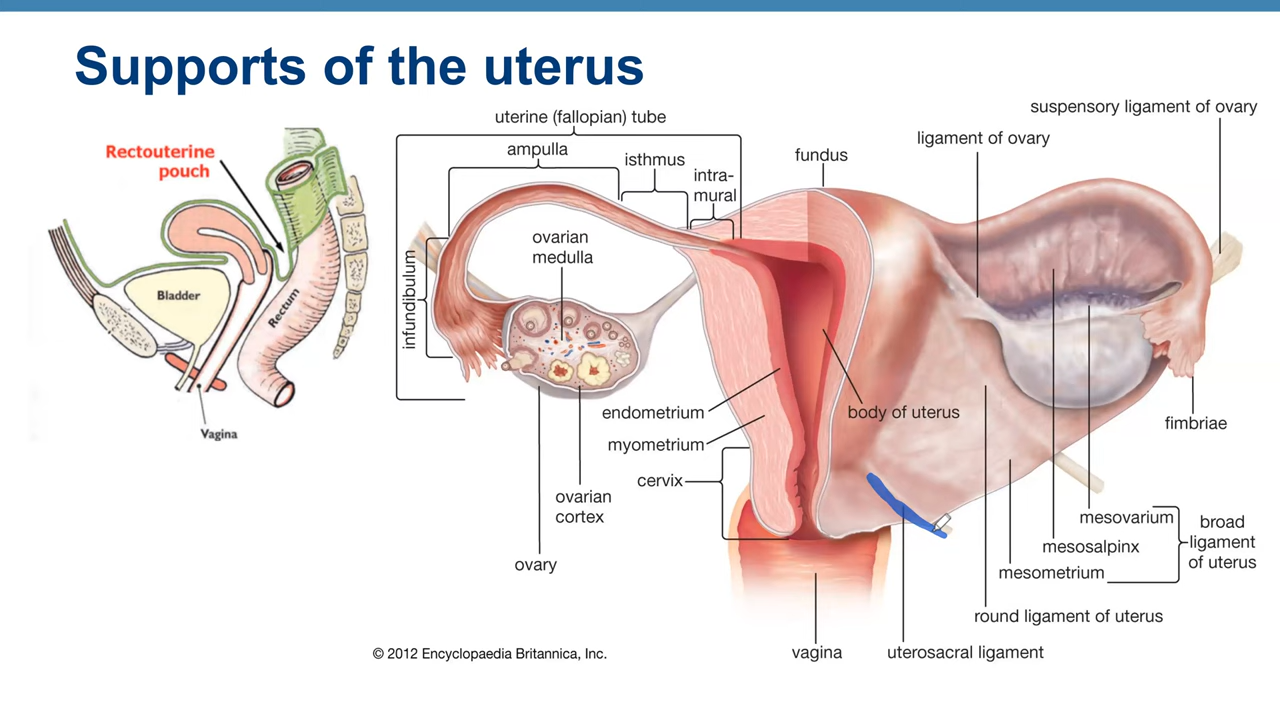 Supports of the uterus
Rectouterine
pouch
Bladder
Rectum
Vagina
uterine (fallopian) tube
ampulla
isthmus
intra-
mural
fundus
ligament of ovary
suspensory ligament of ovary
infundibulum
ovarian
medulla
endometrium
myometrium
cervix
body of uterus
ovarian
cortex
ovary
fimbriae
mesovarium
mesosalpinx
mesometrium
broad
ligament
of uterus
round ligament of uterus
uterosacral ligament
vagina
© 2012 Encyclopaedia Britannica, Inc.